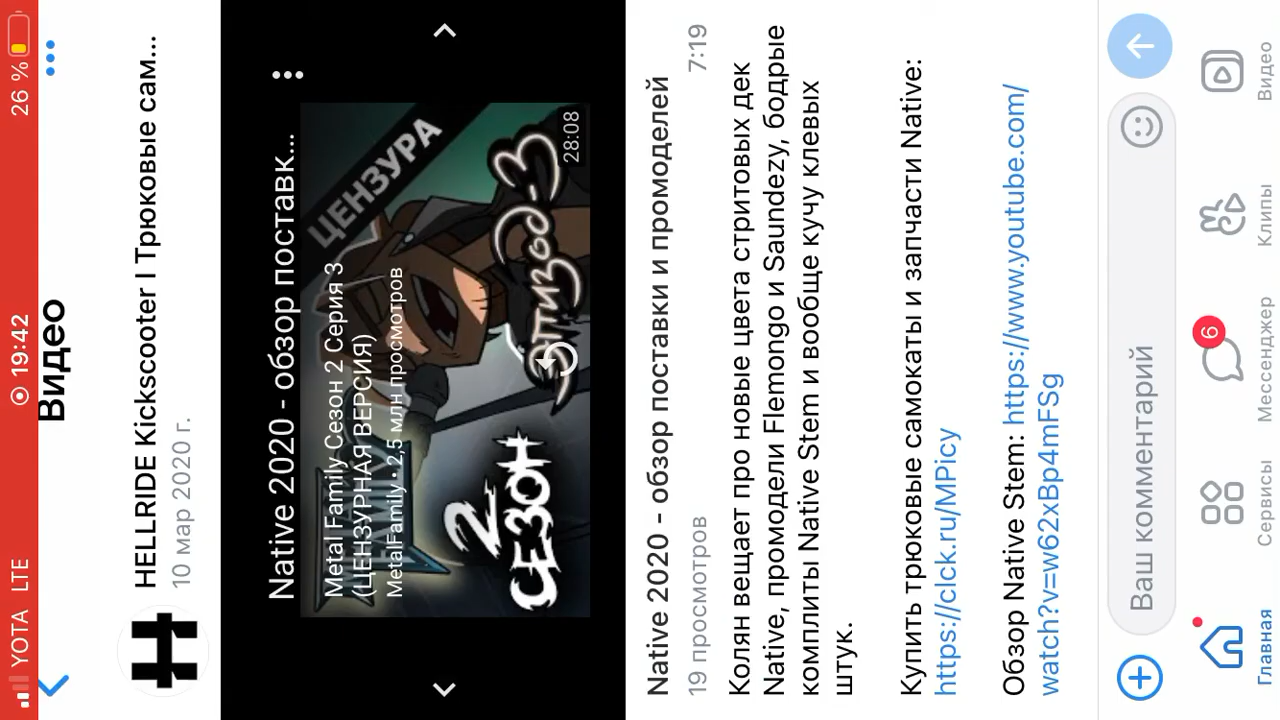 YOTA LTE
19:42
26 %
Видео
HELLRIDE Kickscooter I Трюковые сам...
10 мар 2020 г.
Native 2020 - обзор поставк...
Metal Family Сезон 2 Серия 3
(ЦЕНЗУРНАЯ ВЕРСИЯ)
MetalFamily • 2,5 млн просмотров
ЦЕНЗУРА
2
СЕЗОН
Эпизод-3
28:08
Native 2020 - обзор поставки и промоделей
19 просмотров
7:19
Колян вещает про новые цвета стритовых дек
Native, промодели Flemongo и Saundezy, бодрые
комплиты Native Stem и вообще кучу клевых
штук.
Купить трюковые самокаты и запчасти Native:
https://clck.ru/MPicy
Обзор Native Stem: https://www.youtube.com/
watch?v=w62xBp4mFSg
Ваш комментарий
Главная
Сервисы
6
Мессенджер
Клипы
Видео